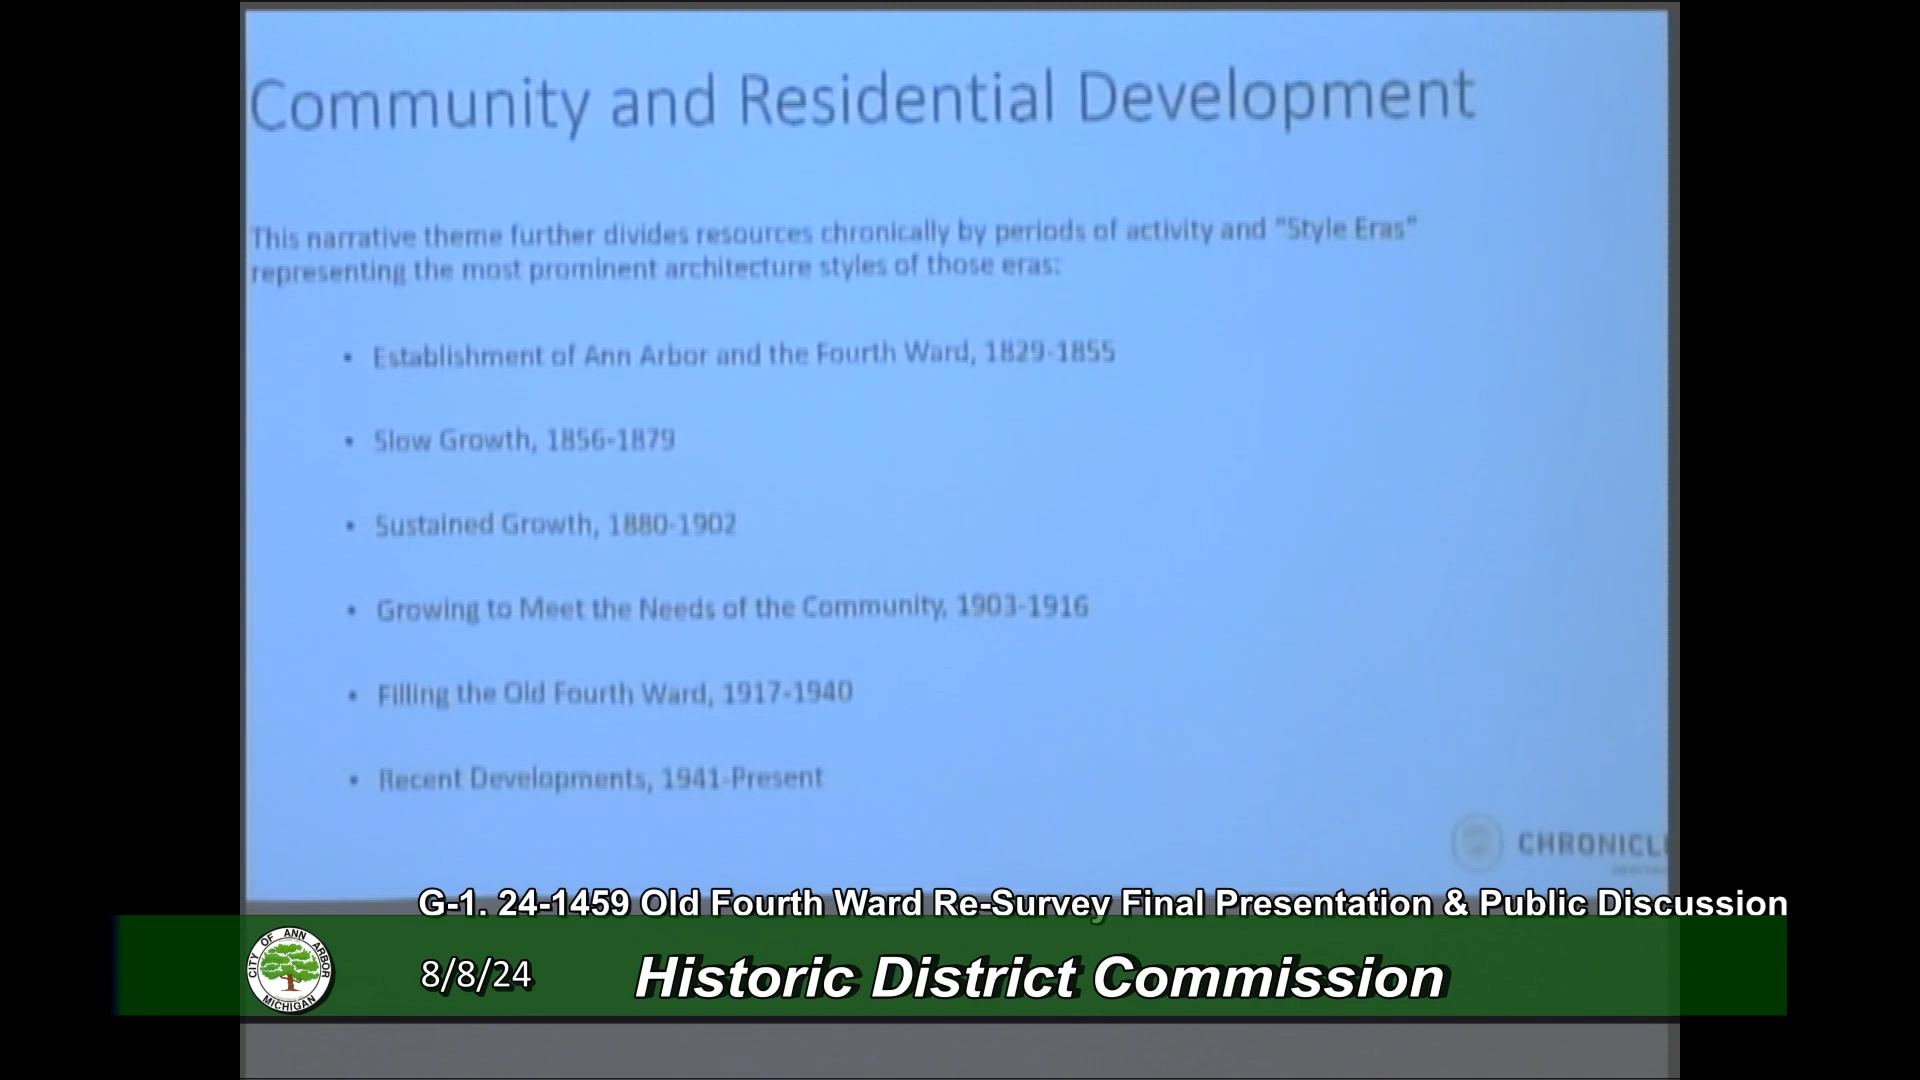 Community and Residential Development
This narrative theme further divides resources chronically by periods of activity and "Style Eras"
representing the most prominent architecture styles of those eras:
• Establishment of Ann Arbor and the Fourth Ward, 1829-1855
• Slow Growth, 1856-1879
• Sustained Growth, 1880-1902
• Growing to Meet the Needs of the Community, 1903-1916
• Filling the Old Fourth Ward, 1917-1940
• Recent Developments, 1941-Present
CHRONICL
G-1. 24-1459 Old Fourth Ward Re-Survey Final Presentation & Public Discussion
CITY OF ANN ARBOR
MICHIGAN
8/8/24
Historic District Commission